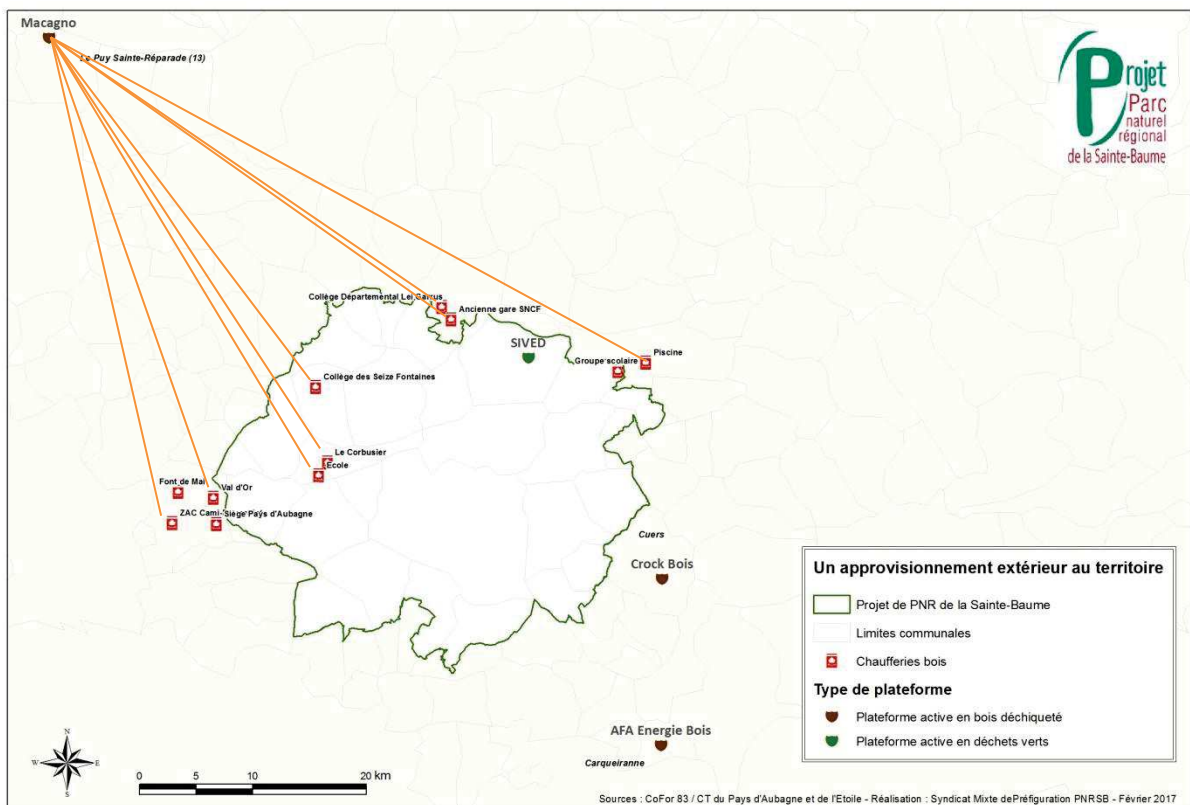 Macagno
Le Puy Sainte-Réparade (13)
Projet
Parc
naturel
régional
de la Sainte-Baume
Collège Départemental Lei Garrus
Ancienne gare SNCF
SIVED
Groupe scolaire
Piscine
Collège des Seize Fontaines
Le Corbusier
Ecole
Font de Mai
Val d'Or
ZAC Cami-
Siège Pays d'Aubagne
Cuers
Crock Bois
AFA Energie Bois
Carqueiranne
Un approvisionnement extérieur au territoire
Projet de PNR de la Sainte-Baume
Limites communales
Chaufferies bois
Type de plateforme
Plateforme active en bois déchiqueté
Plateforme active en déchets verts
N
W E
S
0 5 10 20 km
Sources : CoFor 83 / CT du Pays d'Aubagne et de l'Etoile - Réalisation : Syndicat Mixte dePréfiguration PNRSB - Février 2017